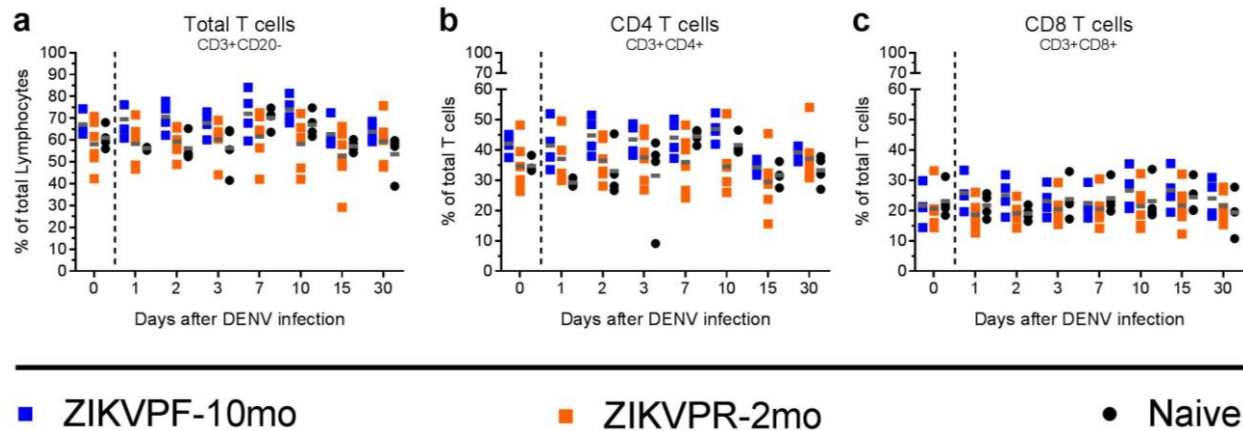 a
Total T cells
CD3+CD20-
% of total Lymphocytes
100
90
80
70
60
50
40
30
20
10
0
0 1 2 3 7 10 15 30
Days after DENV infection
b
CD4 T cells
CD3+CD4+
% of total T cells
100
70
60
50
40
30
20
10
0
0 1 2 3 7 10 15 30
Days after DENV infection
c
CD8 T cells
CD3+CD8+
% of total T cells
100
70
60
50
40
30
20
10
0
0 1 2 3 7 10 15 30
Days after DENV infection
ZIKVPF-10mo ZIKVPR-2mo Naive